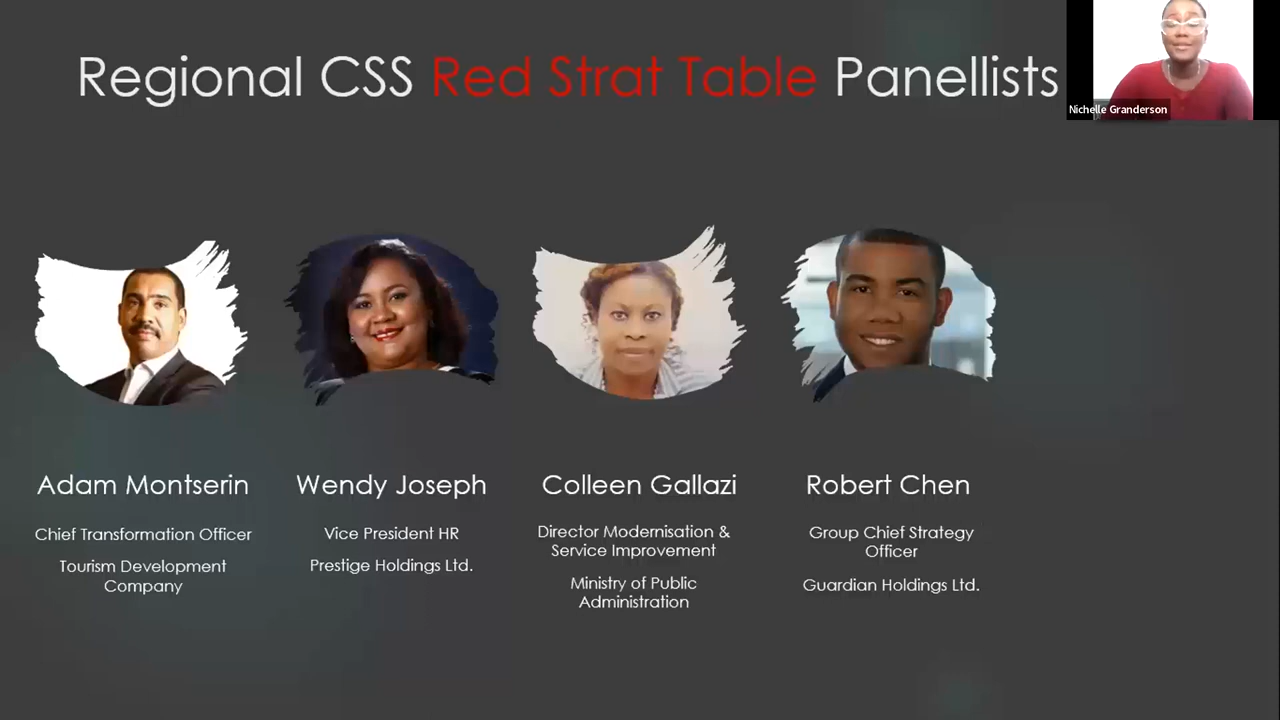 Regional CSS Red Strat Table Panellists
Nichelle Granderson
Adam Montserin
Chief Transformation Officer
Tourism Development
Company
Wendy Joseph
Vice President HR
Prestige Holdings Ltd.
Colleen Gallazi
Director Modernisation &
Service Improvement
Ministry of Public
Administration
Robert Chen
Group Chief Strategy
Officer
Guardian Holdings Ltd.